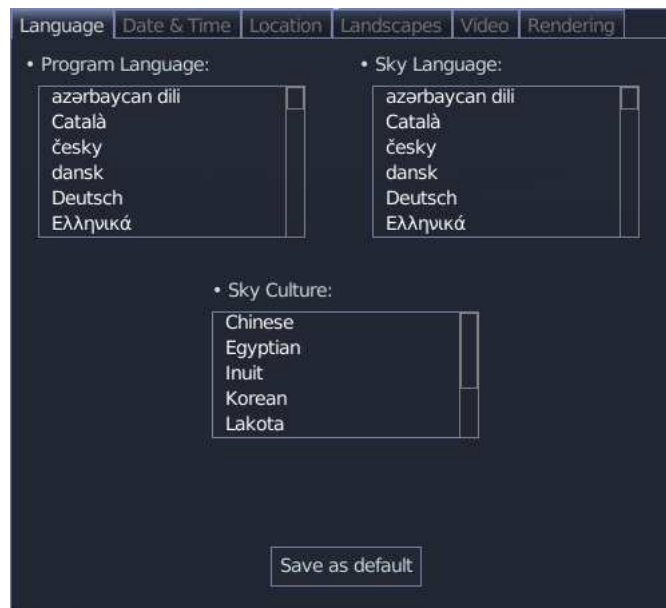 Language Date & Time Location Landscapes Video Rendering
• Program Language:
azərbaycan dili
Català
česky
dansk
Deutsch
Ελληνικά
• Sky Language:
azərbaycan dili
Català
česky
dansk
Deutsch
Ελληνικά
• Sky Culture:
Chinese
Egyptian
Inuit
Korean
Lakota
Save as default